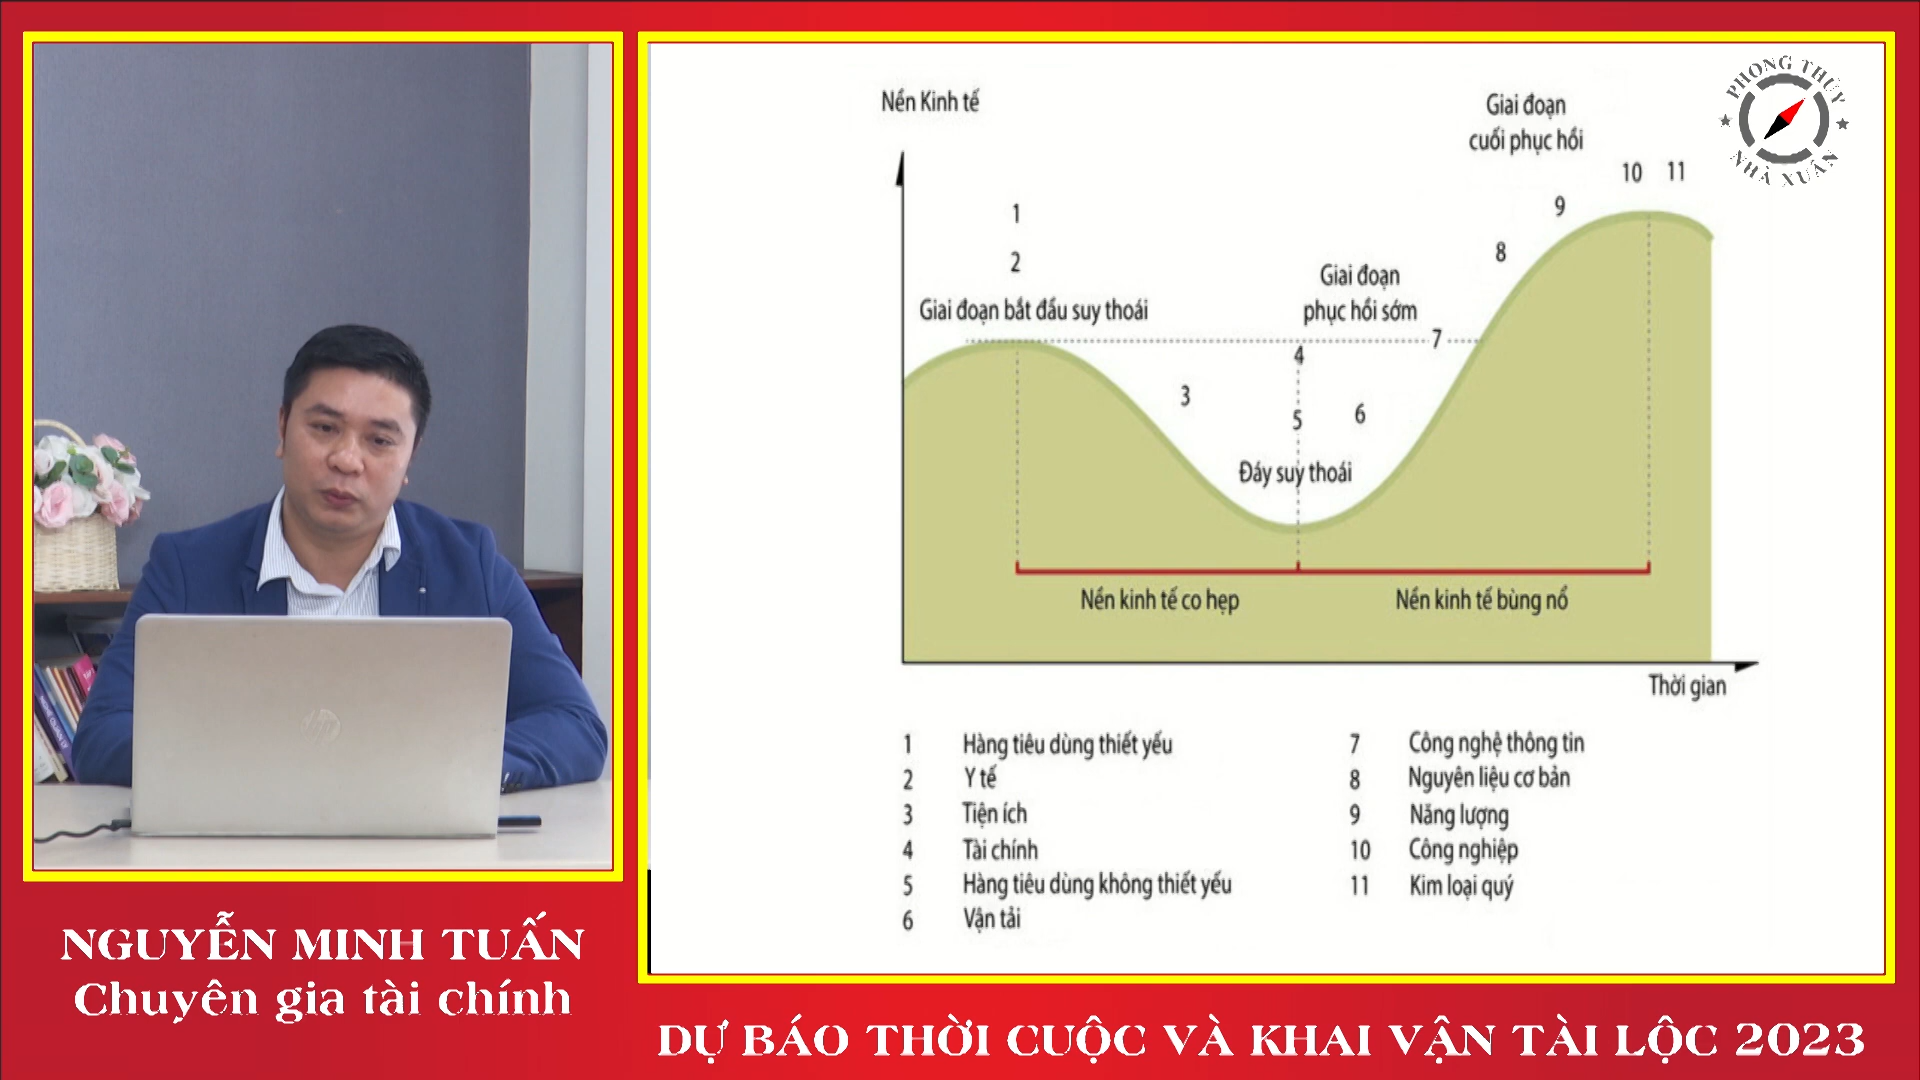 PHONG THỦY
NHÀ XUÂN
Nền Kinh tế
Giai đoạn
cuối phục hồi
10 11
9
8
1
2
Giai đoạn bắt đầu suy thoái
Giai đoạn
phục hồi sớm
7
4
3
5
6
Đáy suy thoái
Nền kinh tế co hẹp
Nền kinh tế bùng nổ
Thời gian
1 Hàng tiêu dùng thiết yếu
2 Y tế
3 Tiện ích
4 Tài chính
5 Hàng tiêu dùng không thiết yếu
6 Vận tải
7 Công nghệ thông tin
8 Nguyên liệu cơ bản
9 Năng lượng
10 Công nghiệp
11 Kim loại quý
hp
NGUYỄN MINH TUẤN
Chuyên gia tài chính
DỰ BÁO THỜI CUỘC VÀ KHAI VẬN TÀI LỘC 2023